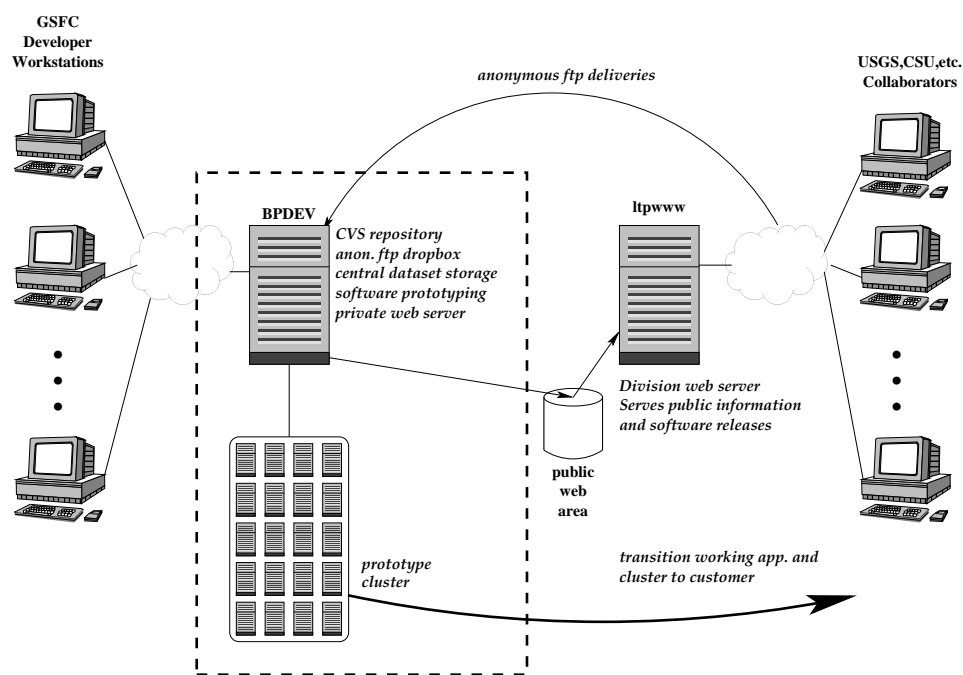 GSFC
Developer
Workstations
USGS,CSU,etc.
Collaborators
anonymous ftp deliveries
BPDEV
ltpwww
CVS repository
anon. ftp dropbox
central dataset storage
software prototyping
private web server
Division web server
Serves public information
and software releases
public
web
area
prototype
cluster
transition working app. and
cluster to customer